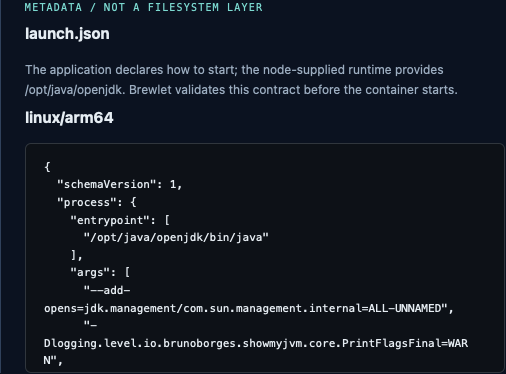 METADATA / NOT A FILESYSTEM LAYER
launch.json
The application declares how to start; the node-supplied runtime provides
/opt/java/openjdk. Brewlet validates this contract before the container starts.
linux/arm64
{
  "schemaVersion": 1,
  "process": {
    "entrypoint": [
      "/opt/java/openjdk/bin/java"
    ],
    "args": [
      "--add-
opens=jdk.management/com.sun.management.internal=ALL-UNNAMED",
      "-
Dlogging.level.io.brunoborges.showmyjvm.core.PrintFlagsFinal=WAR
N",